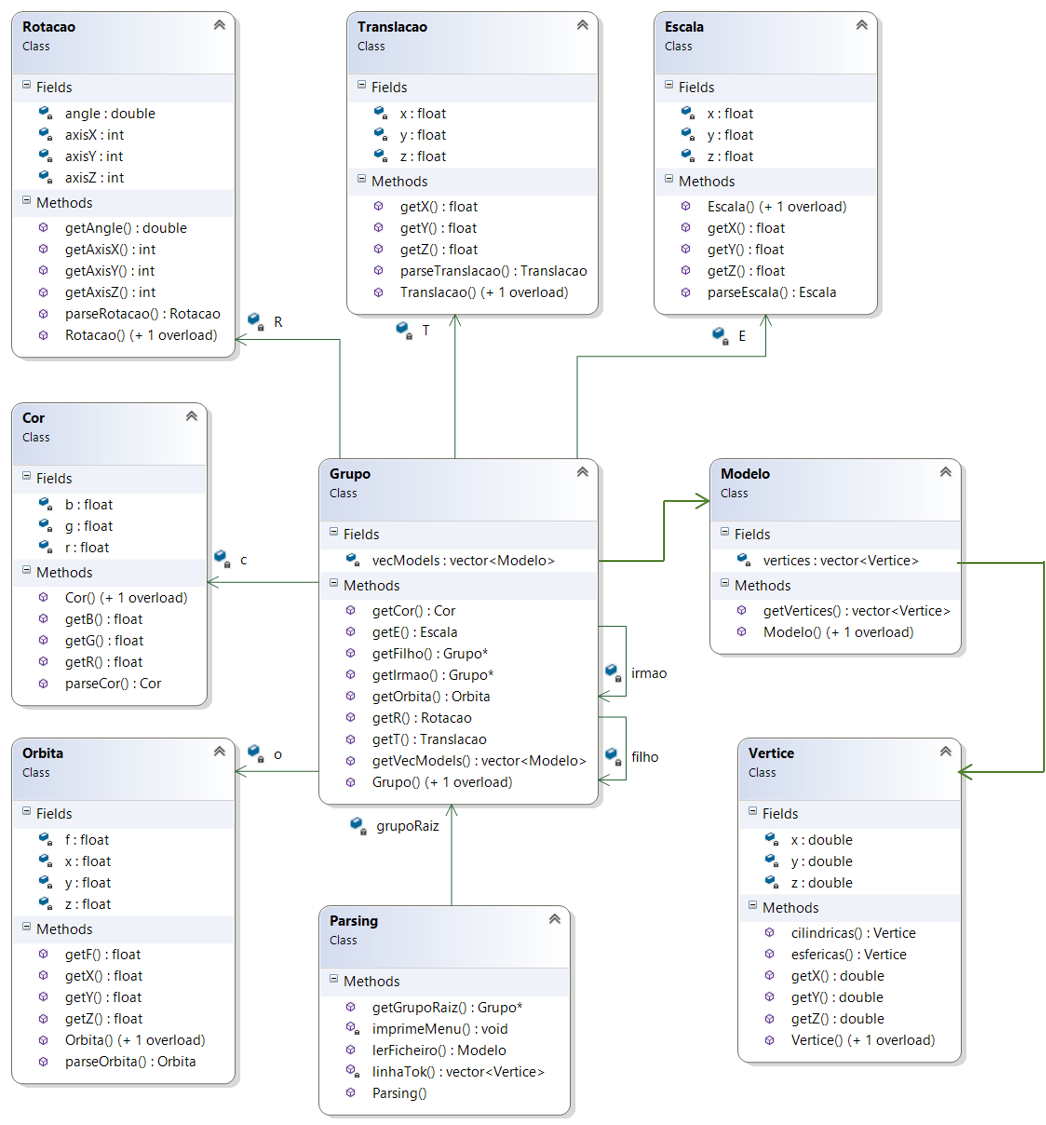 Rotacao
Class
Fields
angle : double
axisX : int
axisY : int
axisZ : int
Methods
getAngle() : double
getAxisX() : int
getAxisY() : int
getAxisZ() : int
parseRotacao() : Rotacao
Rotacao() (+ 1 overload)
R
Translacao
Class
Fields
x : float
y : float
z : float
Methods
getX() : float
getY() : float
getZ() : float
parseTranslacao() : Translacao
Translacao() (+ 1 overload)
T
Escala
Class
Fields
x : float
y : float
z : float
Methods
Escala() (+ 1 overload)
getX() : float
getY() : float
getZ() : float
parseEscala() : Escala
E
Cor
Class
Fields
b : float
g : float
r : float
Methods
Cor() (+ 1 overload)
getB() : float
getG() : float
getR() : float
parseCor() : Cor
c
Grupo
Class
Fields
vecModels : vector<Modelo>
Methods
getCor() : Cor
getE() : Escala
getFilho() : Grupo*
getIrmao() : Grupo*
getOrbita() : Orbita
getR() : Rotacao
getT() : Translacao
getVecModels() : vector<Modelo>
Grupo() (+ 1 overload)
irmao
filho
Modelo
Class
Fields
vertices : vector<Vertice>
Methods
getVertices() : vector<Vertice>
Modelo() (+ 1 overload)
Orbita
Class
Fields
f : float
x : float
y : float
z : float
Methods
getF() : float
getX() : float
getY() : float
getZ() : float
Orbita() (+ 1 overload)
parseOrbita() : Orbita
o
grupoRaiz
Parsing
Class
Methods
getGrupoRaiz() : Grupo*
imprimeMenu() : void
lerFicheiro() : Modelo
linhaTok() : vector<Vertice>
Parsing()
Vertice
Class
Fields
x : double
y : double
z : double
Methods
cilindricas() : Vertice
esfericas() : Vertice
getX() : double
getY() : double
getZ() : double
Vertice() (+ 1 overload)